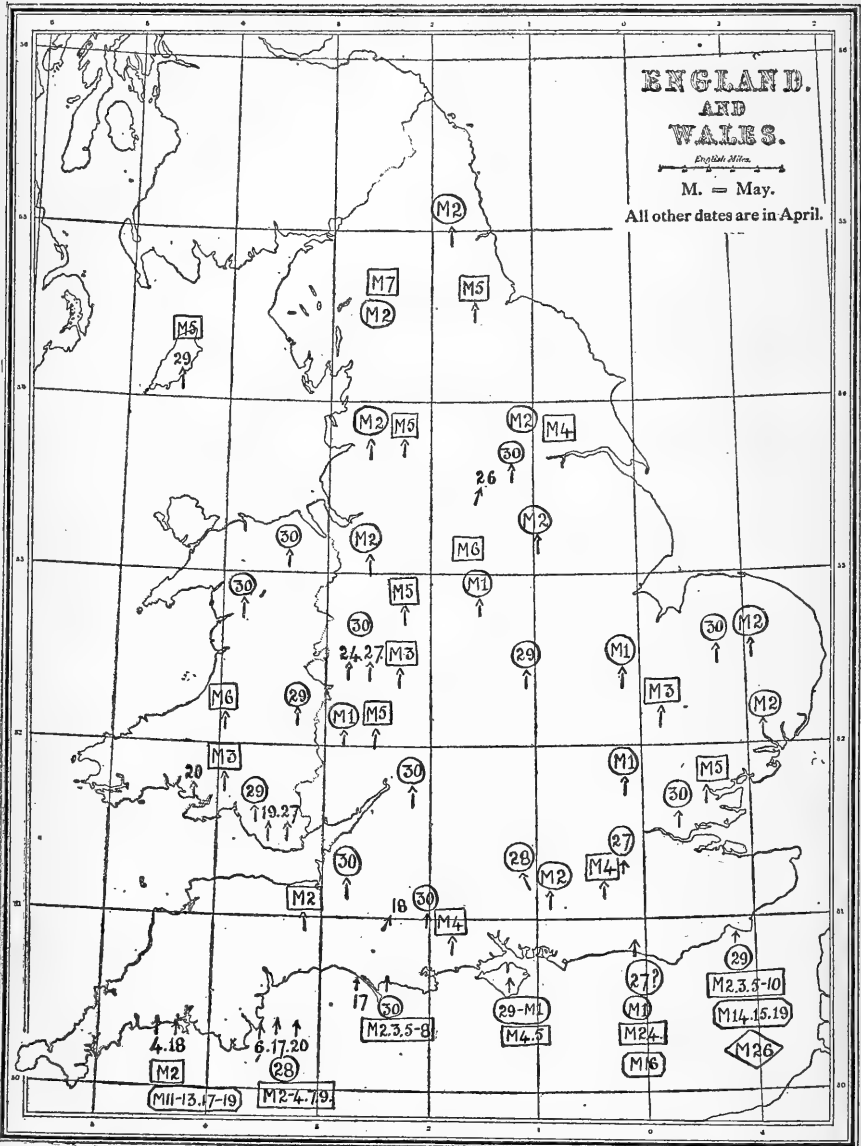 ENGLAND.
AND
WALES.
English Miles.
M. = May.
All other dates are in April.
M2
M7
M5
M2
M5
29
M2
M5
M2
M4
30
26
M2
30
M2
M6
M1
30
M5
30
24.27.
M3
29
M1
30
M2
M3
M6
29
M1
M5
M2
M3
20
29
19.27
30
M1
M5
30
30
28
M2
M4
27
M2
18
30
M4
17
30
M2.3.5-8
29-M1
M4.5
27?
M1
M24.
M16
29
M2.3.5-10
M14.15.19
M26
4.18
M2
M11-13.17-19
6.17.20
28
M2-4.7.9.